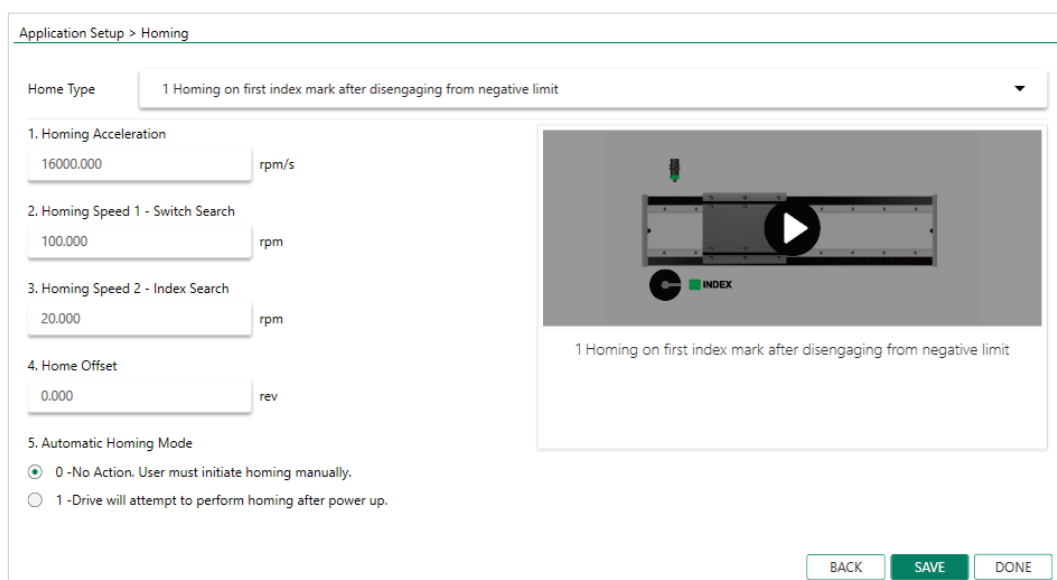 Application Setup > Homing
Home Type
1 Homing on first index mark after disengaging from negative limit
1. Homing Acceleration
16000.000
rpm/s
2. Homing Speed 1 - Switch Search
100.000
rpm
3. Homing Speed 2 - Index Search
20.000
rpm
4. Home Offset
0.000
rev
5. Automatic Homing Mode
0 -No Action. User must initiate homing manually.
1 -Drive will attempt to perform homing after power up.
INDEX
1 Homing on first index mark after disengaging from negative limit
BACK
SAVE
DONE